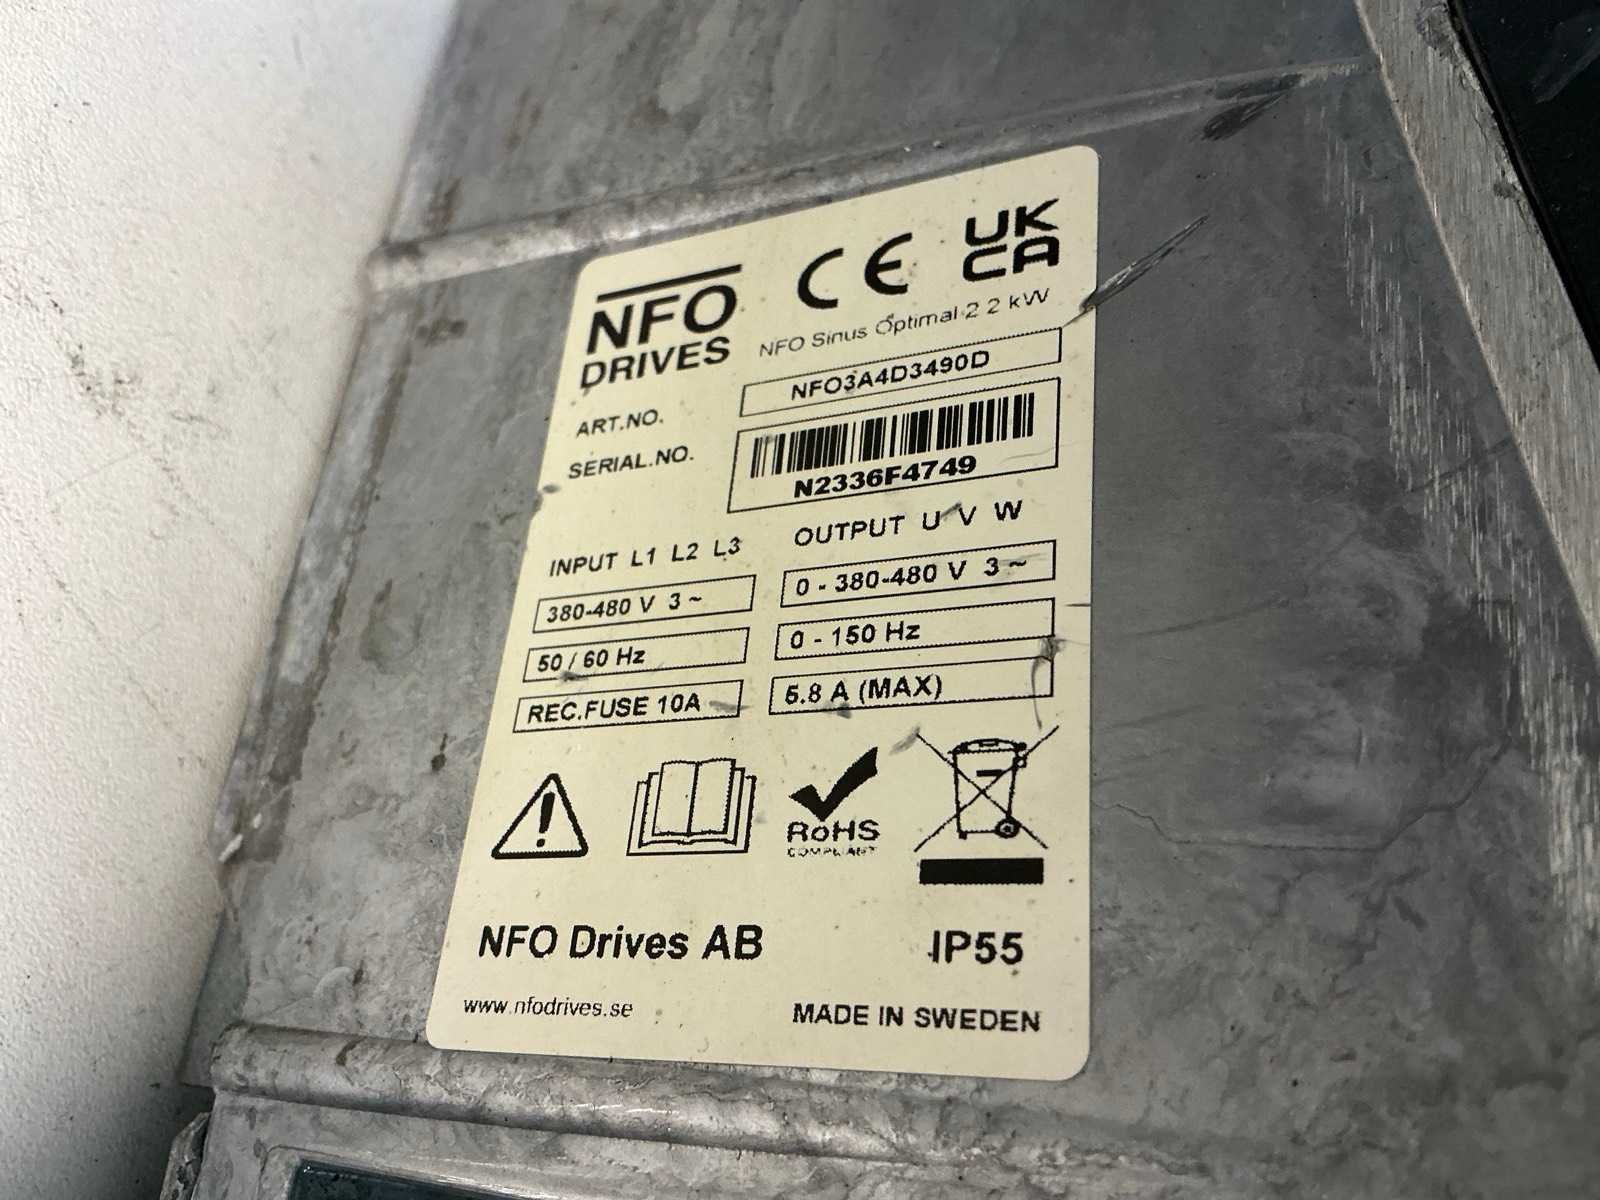 NFO
DRIVES
CE
UK
CA
NFO Sinus Optimal 2.2 kW
ART.NO.
NFO3A4D3490D
SERIAL.NO.
N2336F4749
INPUT L1 L2 L3
OUTPUT U V W
380-480 V 3 ~
0 - 380-480 V 3 ~
50 / 60 Hz
0 - 150 Hz
REC.FUSE 10A
5.8 A (MAX)
RoHS
COMPLIANT
NFO Drives AB
IP55
www.nfodrives.se
MADE IN SWEDEN